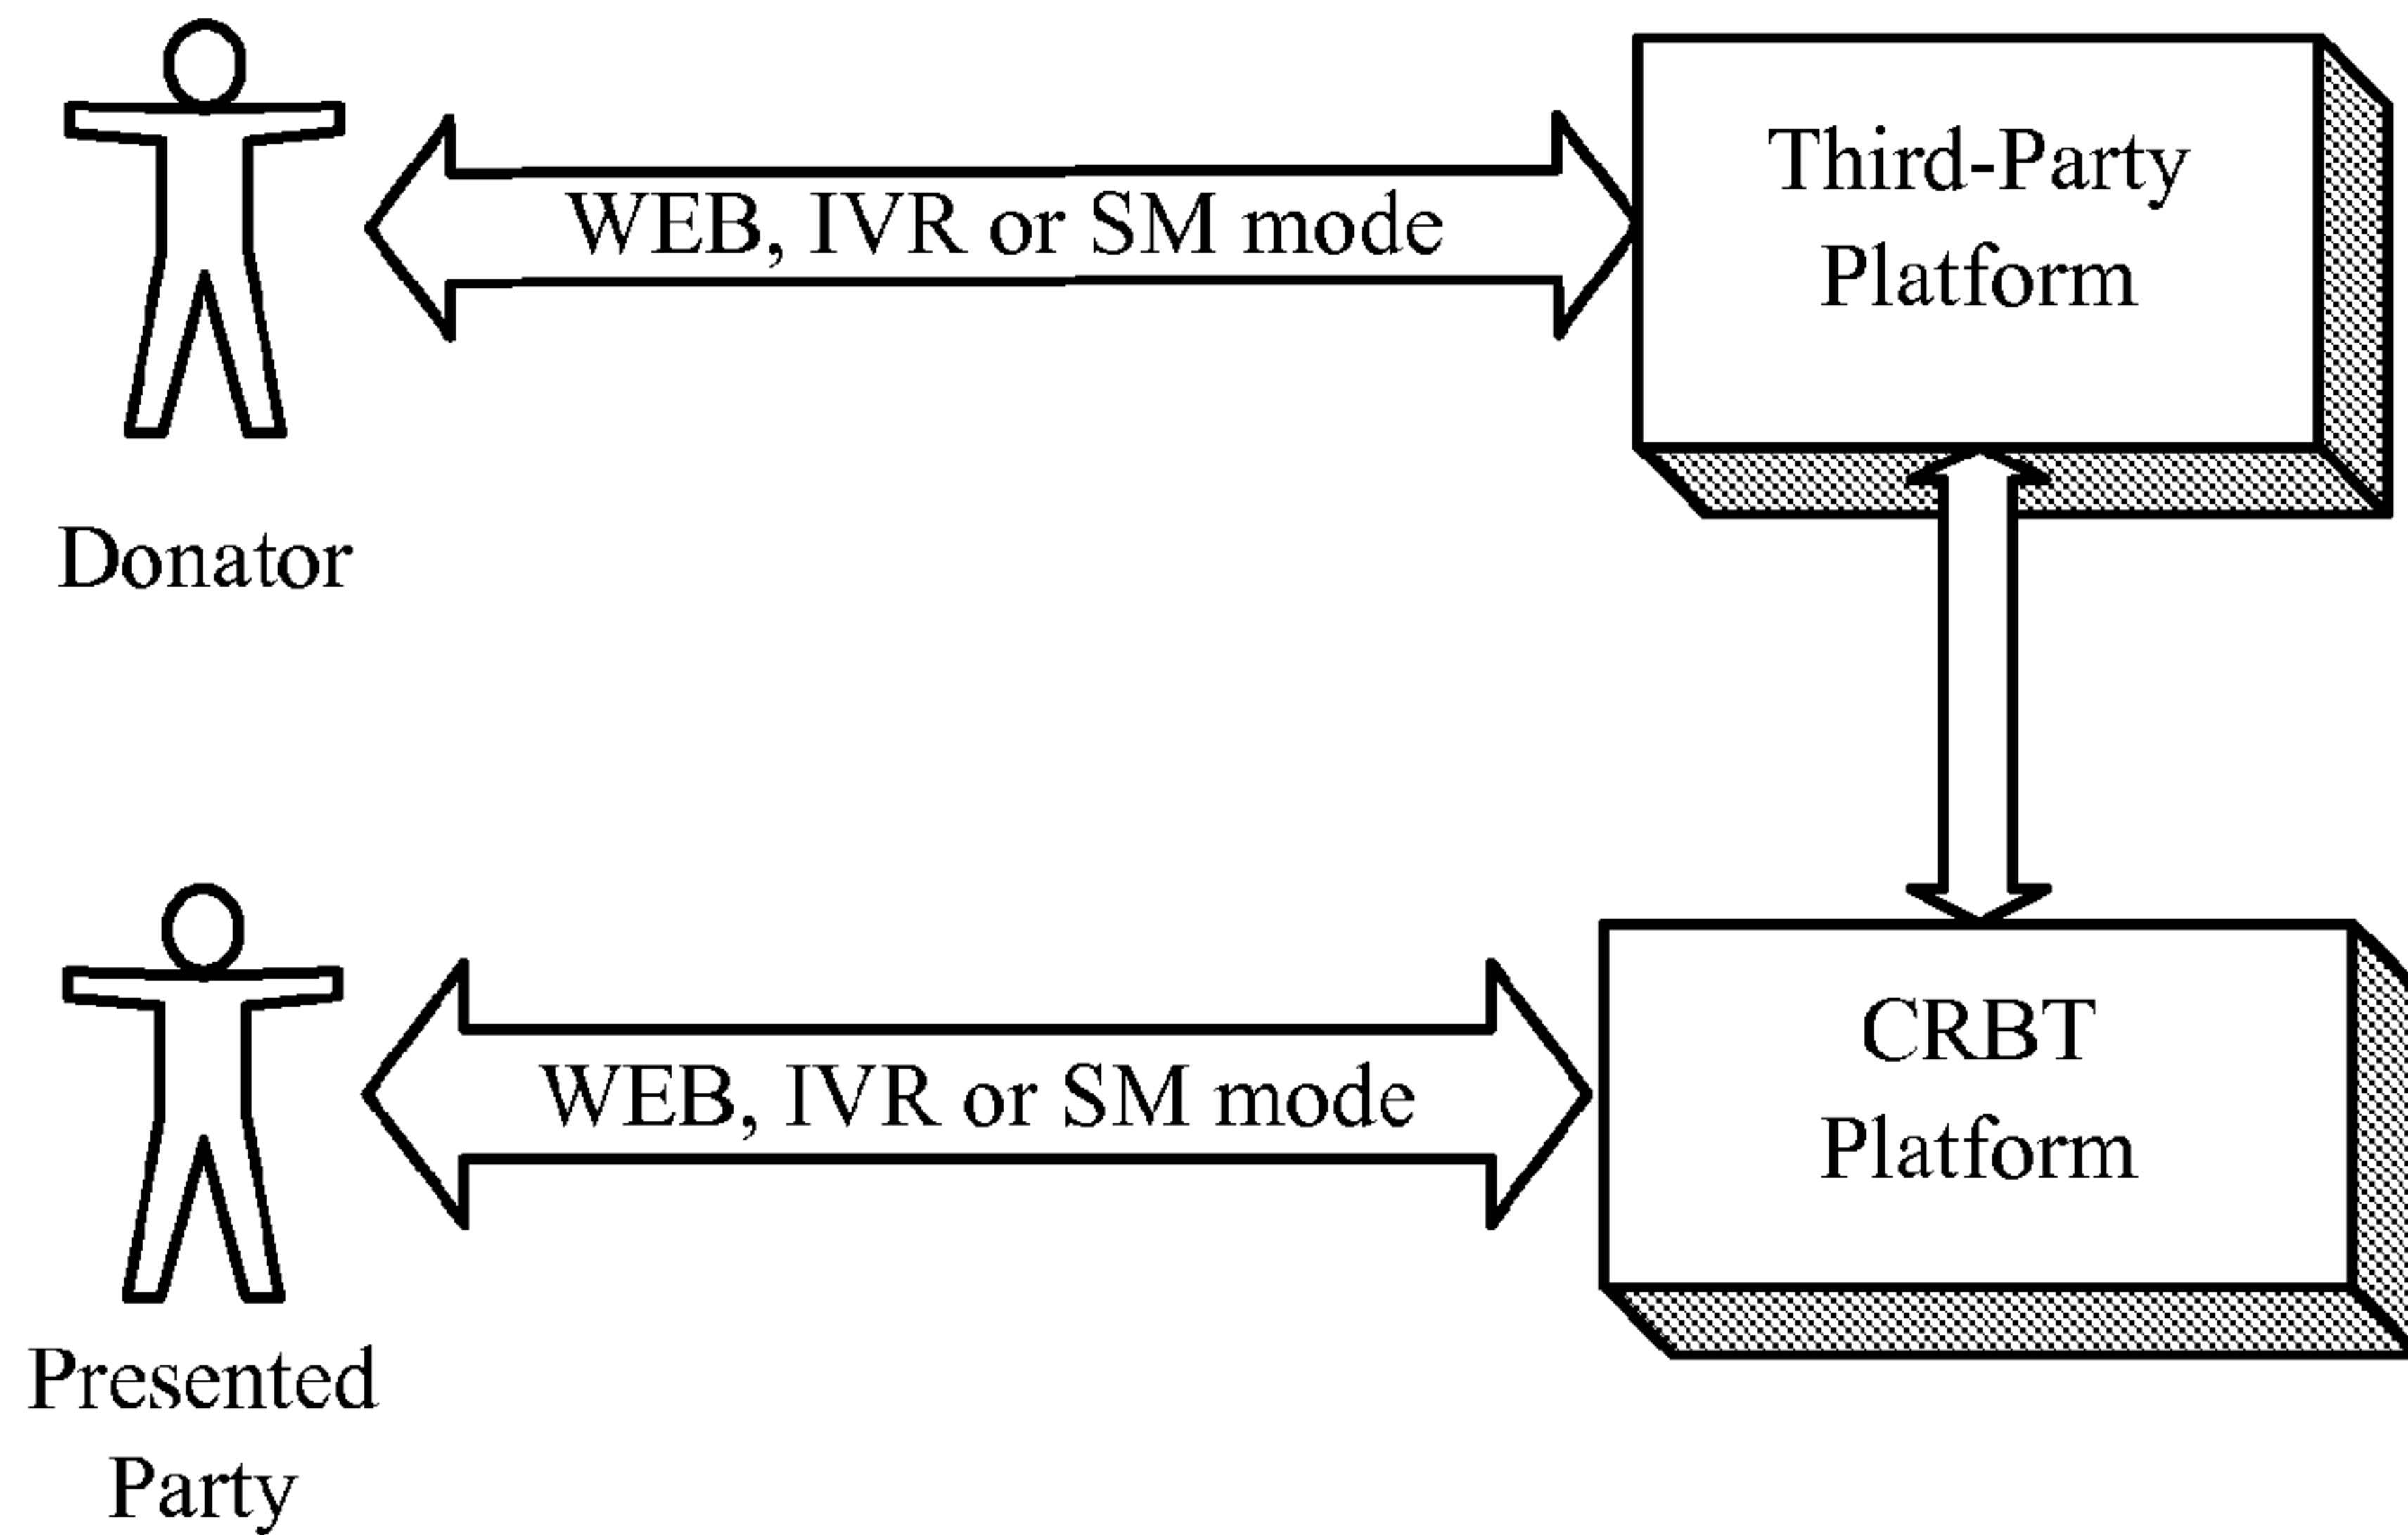 Third-Party
Platform
WEB, IVR or SM mode
Donator
CRBT
Platform
WEB, IVR or SM mode
Presented
Party